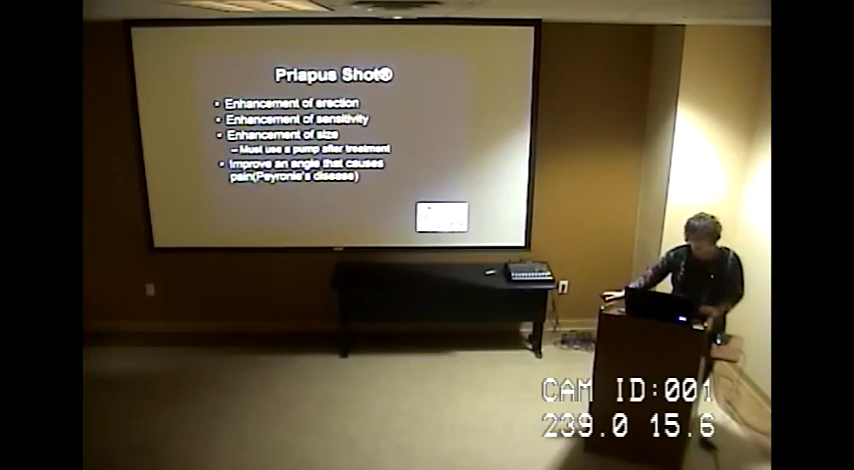 Priapus Shot®
• Enhancement of erection
• Enhancement of sensitivity
• Enhancement of size
– Must use a pump after treatment
• Improve an angle that causes
pain(Peyronie's disease)
CAM ID:001
239.0 15.6